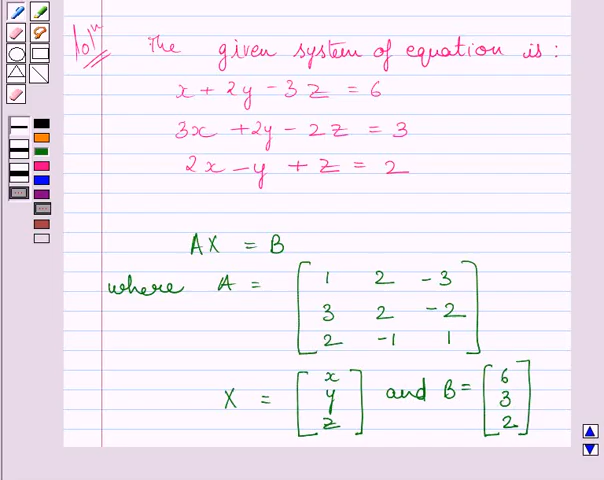 Solⁿ The given system of equation is :
x + 2y - 3z = 6
3x + 2y - 2z = 3
2x - y + z = 2
AX = B
where A = [ 1 2 -3
3 2 -2
2 -1 1 ]
X = [ x y z ] and B = [ 6 3 2 ]